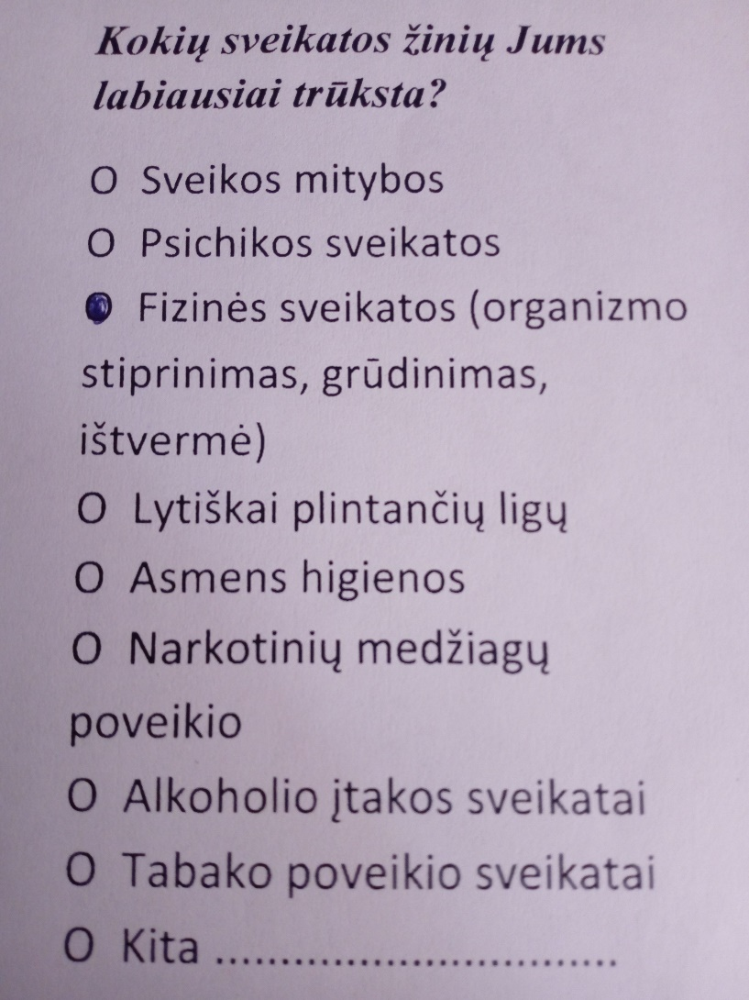 Kokių sveikatos žinių Jums
labiausiai trūksta?
O Sveikos mitybos
O Psichikos sveikatos
O Fizinės sveikatos (organizmo
stiprinimas, grūdinimas,
ištvermė)
O Lytiškai plintančių ligų
O Asmens higienos
O Narkotinių medžiagų
poveikio
O Alkoholio įtakos sveikatai
O Tabako poveikio sveikatai
O Kita ...............................